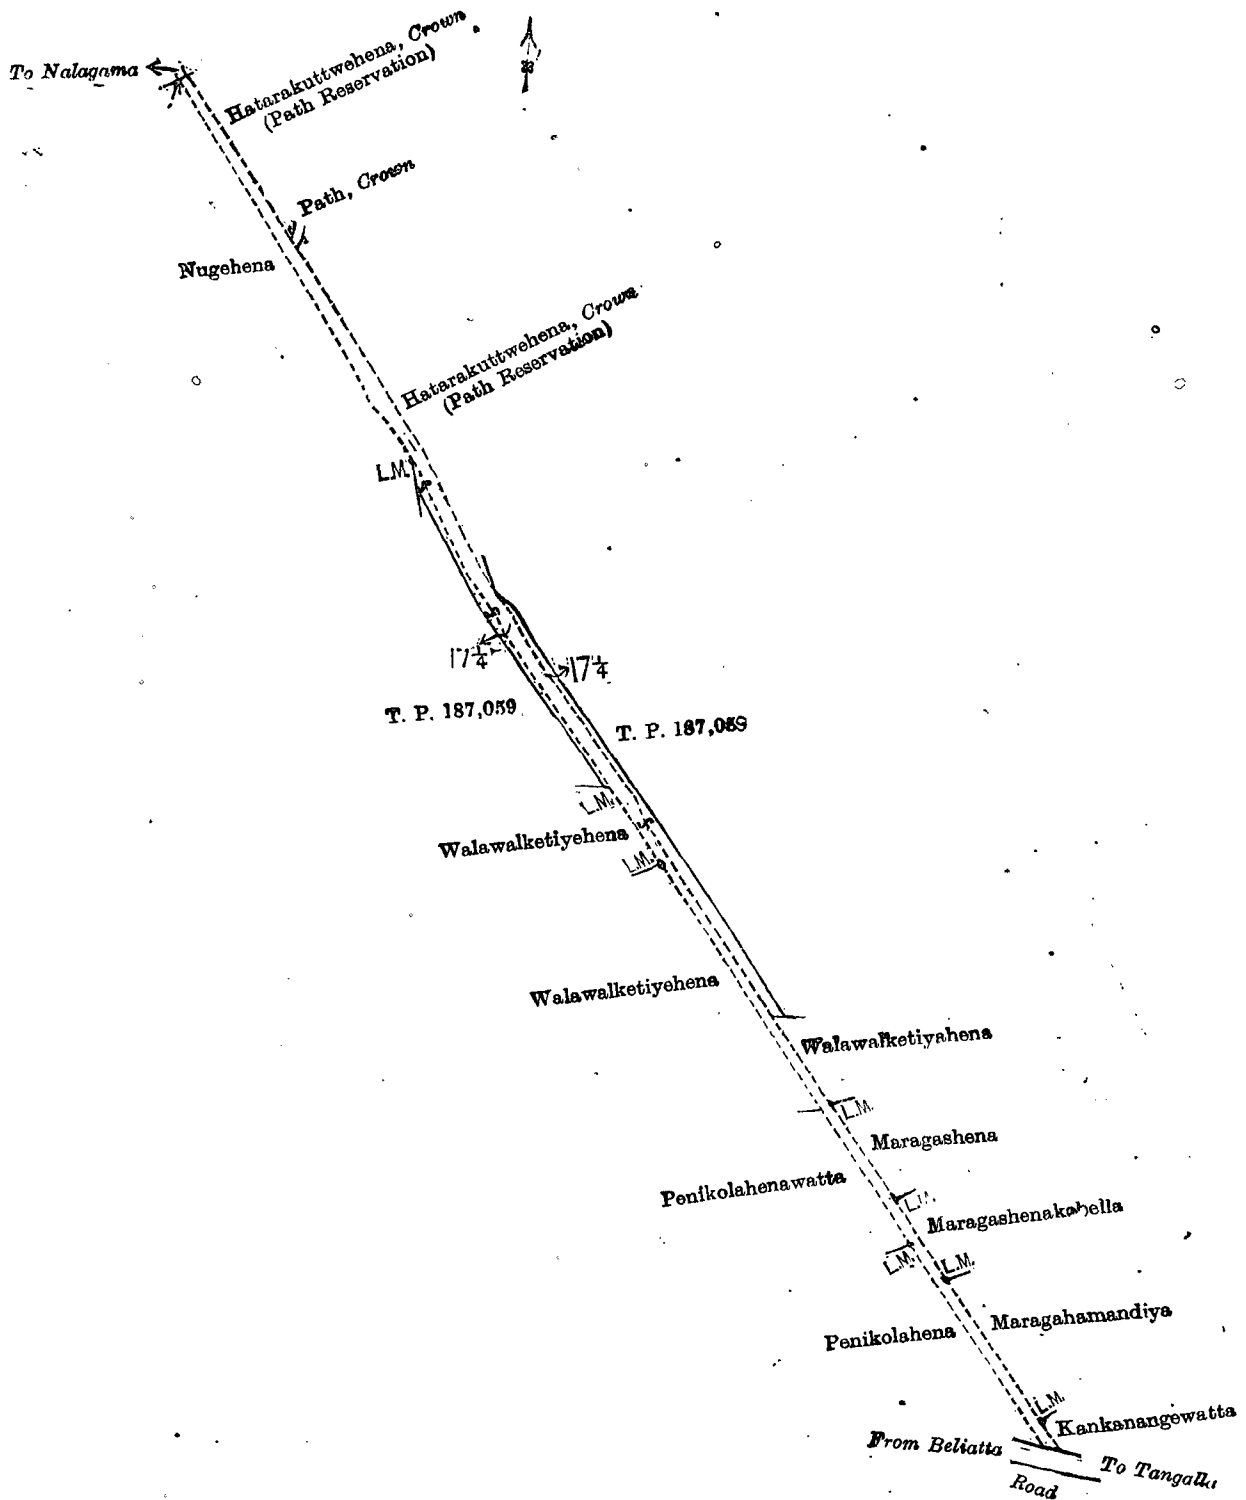 Hatarakuttwehena, Crown
(Path Reservation)
To Nalagama
Path, Crown
Nugehena
Hatarakuttwehena, Crown
(Path Reservation)
L.M.
17¼
17¼
T. P. 187,059
T. P. 187,059
L.M.
Walawalketiyehena
L.M.
Walawalketiyehena
Walawalketiyahena
L.M.
Maragashena
Penikolahenawatta
L.M.
Maragashenakabella
L.M.
L.M.
Maragahamandiya
Penikolahena
L.M.
Kankanangewatta
From Beliatta
To Tangalla
Road